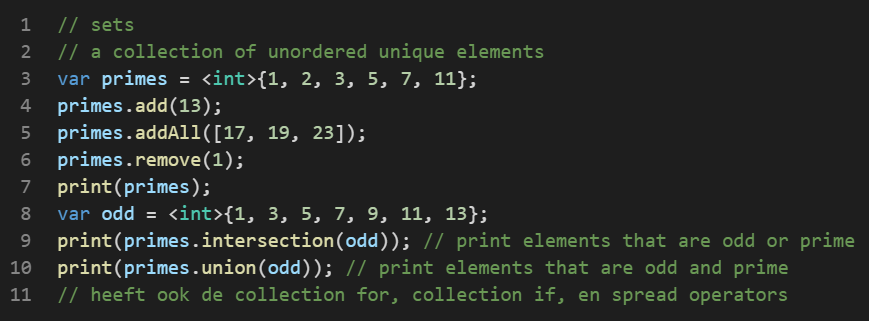 1 // sets
2 // a collection of unordered unique elements
3 var primes = <int>{1, 2, 3, 5, 7, 11};
4 primes.add(13);
5 primes.addAll([17, 19, 23]);
6 primes.remove(1);
7 print(primes);
8 var odd = <int>{1, 3, 5, 7, 9, 11, 13};
9 print(primes.intersection(odd)); // print elements that are odd or prime
10 print(primes.union(odd)); // print elements that are odd and prime
11 // heeft ook de collection for, collection if, en spread operators